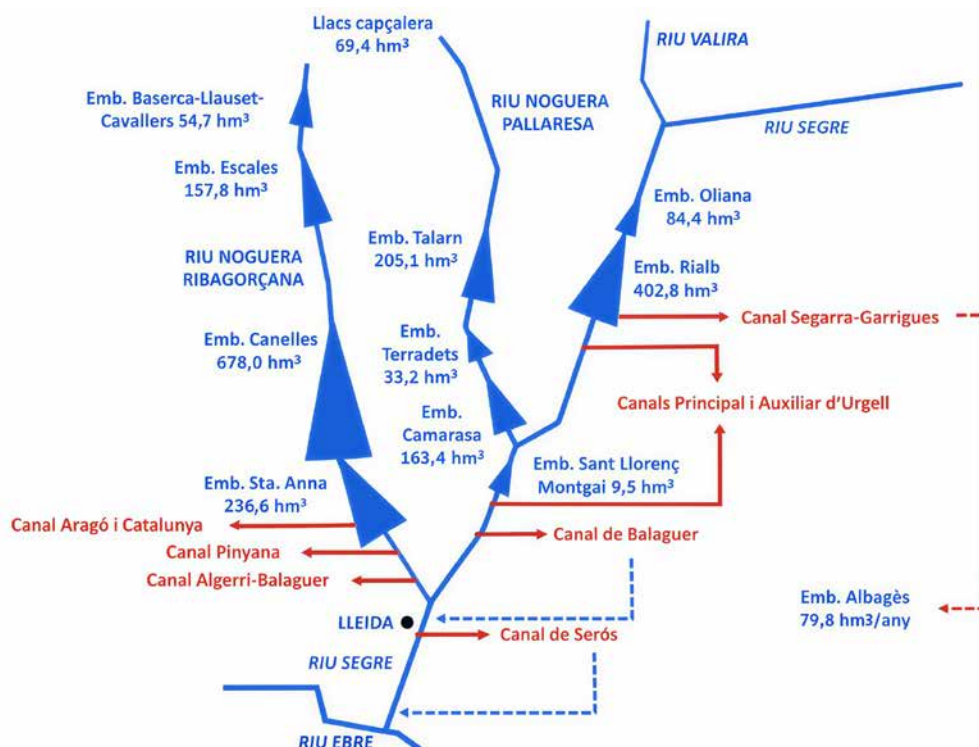 Llacs capçalera
69,4 hm³
RIU VALIRA
Emb. Baserca-Llauset-
Cavallers 54,7 hm³
RIU NOGUERA
PALLARESA
RIU SEGRE
Emb. Escales
157,8 hm³
Emb. Oliana
84,4 hm³
Emb. Talarn
205,1 hm³
RIU NOGUERA
RIBAGORÇANA
Emb. Rialb
402,8 hm³
Canal Segarra-Garrigues
Emb. Canelles
678,0 hm³
Emb.
Terradets
33,2 hm³
Canals Principal i Auxiliar d'Urgell
Emb.
Camarasa
163,4 hm³
Emb. Sant Llorenç
Montgai 9,5 hm³
Emb. Sta. Anna
236,6 hm³
Canal Aragó i Catalunya
Canal de Balaguer
Canal Pinyana
Canal Algerri-Balaguer
Emb. Albagès
79,8 hm3/any
LLEIDA
Canal de Serós
RIU SEGRE
RIU EBRE